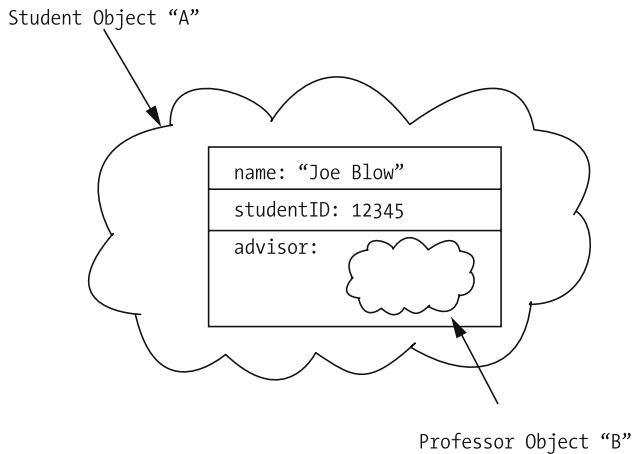 Student Object “A”
name: “Joe Blow”
studentID: 12345
advisor:
Professor Object “B”